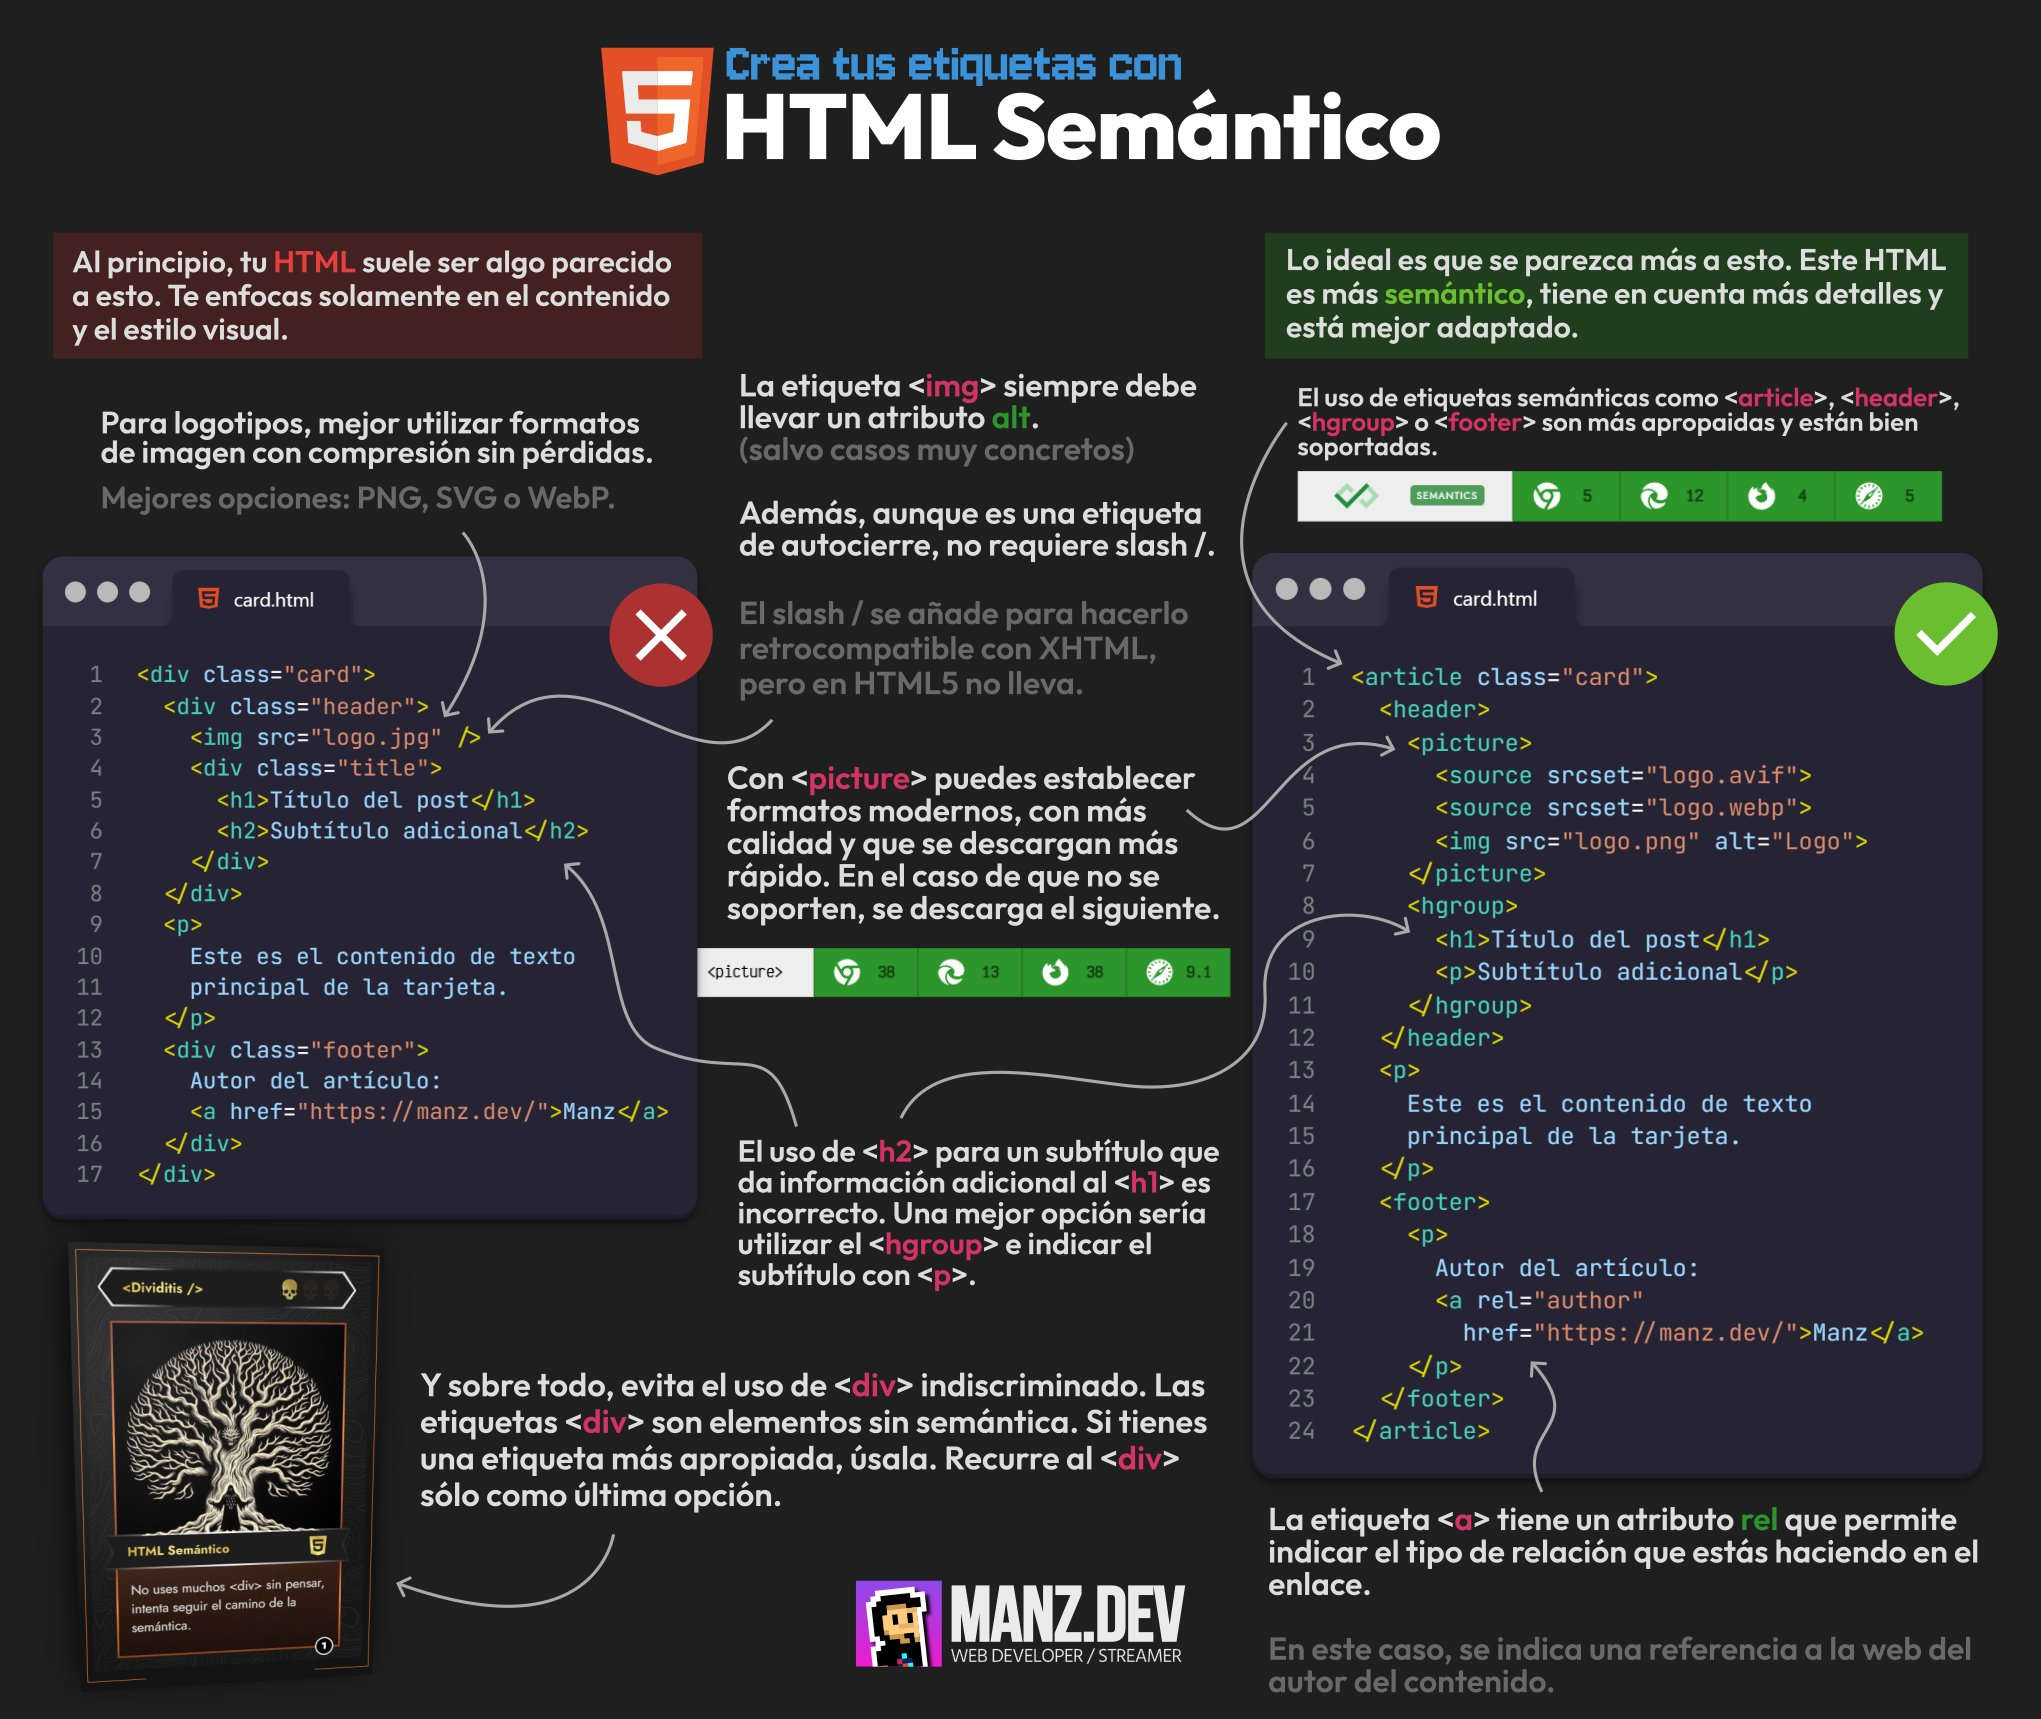 Crea tus etiquetas con
HTML Semántico
Al principio, tu HTML suele ser algo parecido
a esto. Te enfocas solamente en el contenido
y el estilo visual.
Para logotipos, mejor utilizar formatos
de imagen con compresión sin pérdidas.
Mejores opciones: PNG, SVG o WebP.
card.html
1 <div class="card">
2 <div class="header">
3 <img src="logo.jpg" />
4 <div class="title">
5 <h1>Título del post</h1>
6 <h2>Subtítulo adicional</h2>
7 </div>
8 </div>
9 <p>
10 Este es el contenido de texto
11 principal de la tarjeta.
12 </p>
13 <div class="footer">
14 Autor del artículo:
15 <a href="https://manz.dev/">Manz</a>
16 </div>
17 </div>
La etiqueta <img> siempre debe
llevar un atributo alt.
(salvo casos muy concretos)
Además, aunque es una etiqueta
de autocierre, no requiere slash /.
El slash / se añade para hacerlo
retrocompatible con XHTML,
pero en HTML5 no lleva.
Con <picture> puedes establecer
formatos modernos, con más
calidad y que se descargan más
rápido. En el caso de que no se
soporten, se descarga el siguiente.
<picture> 38 13 38 9.1
El uso de <h2> para un subtítulo que
da información adicional al <h1> es
incorrecto. Una mejor opción sería
utilizar el <hgroup> e indicar el
subtítulo con <p>.
Lo ideal es que se parezca más a esto. Este HTML
es más semántico, tiene en cuenta más detalles y
está mejor adaptado.
El uso de etiquetas semánticas como <article>, <header>,
<hgroup> o <footer> son más apropaidas y están bien
soportadas.
SEMANTICS 5 12 4 5
card.html
1 <article class="card">
2 <header>
3 <picture>
4 <source srcset="logo.avif">
5 <source srcset="logo.webp">
6 <img src="logo.png" alt="Logo">
7 </picture>
8 <hgroup>
9 <h1>Título del post</h1>
10 <p>Subtítulo adicional</p>
11 </hgroup>
12 </header>
13 <p>
14 Este es el contenido de texto
15 principal de la tarjeta.
16 </p>
17 <footer>
18 <p>
19 Autor del artículo:
20 <a rel="author"
21 href="https://manz.dev/">Manz</a>
22 </p>
23 </footer>
24 </article>
La etiqueta <a> tiene un atributo rel que permite
indicar el tipo de relación que estás haciendo en el
enlace.
En este caso, se indica una referencia a la web del
autor del contenido.
<Dividitis />
HTML Semántico
No uses muchos <div> sin pensar,
intenta seguir el camino de la
semántica.
1
Y sobre todo, evita el uso de <div> indiscriminado. Las
etiquetas <div> son elementos sin semántica. Si tienes
una etiqueta más apropiada, úsala. Recurre al <div>
sólo como última opción.
MANZ.DEV
WEB DEVELOPER / STREAMER